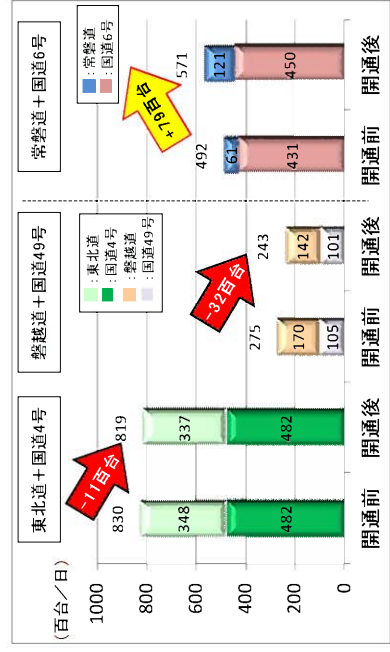 (百台/日)
東北道+国道4号
磐越道+国道49号
常磐道+国道6号
1000
800
600
400
200
0
:東北道
:国道4号
:磐越道
:国道49号
:常磐道
:国道6号
-11百台
-32百台
+79百台
830
348
482
819
337
482
275
170
105
243
142
101
492
61
431
571
121
450
開通前
開通後
開通前
開通後
開通前
開通後